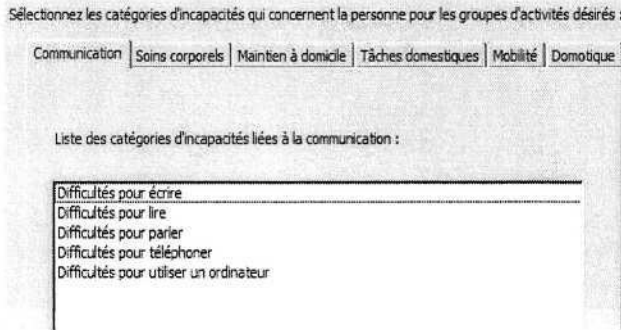 Sélectionnez les catégories d'incapacités qui concernent la personne pour les groupes d'activités désirés :
Communication Soins corporels Maintien à domicile Tâches domestiques Mobilité Domotique
Liste des catégories d'incapacités liées à la communication :
Difficultés pour écrire
Difficultés pour lire
Difficultés pour parler
Difficultés pour téléphoner
Difficultés pour utiliser un ordinateur